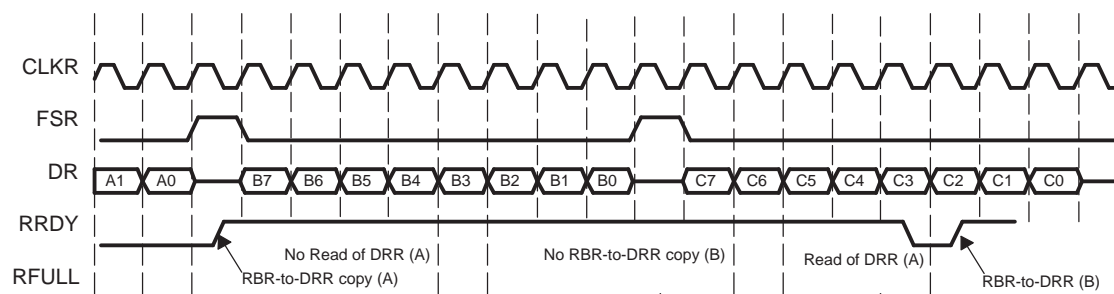 CLKR
FSR
DR A1 A0 B7 B6 B5 B4 B3 B2 B1 B0 C7 C6 C5 C4 C3 C2 C1 C0
RRDY
No Read of DRR (A) No RBR-to-DRR copy (B) Read of DRR (A)
RFULL RBR-to-DRR copy (A) RBR-to-DRR (B)